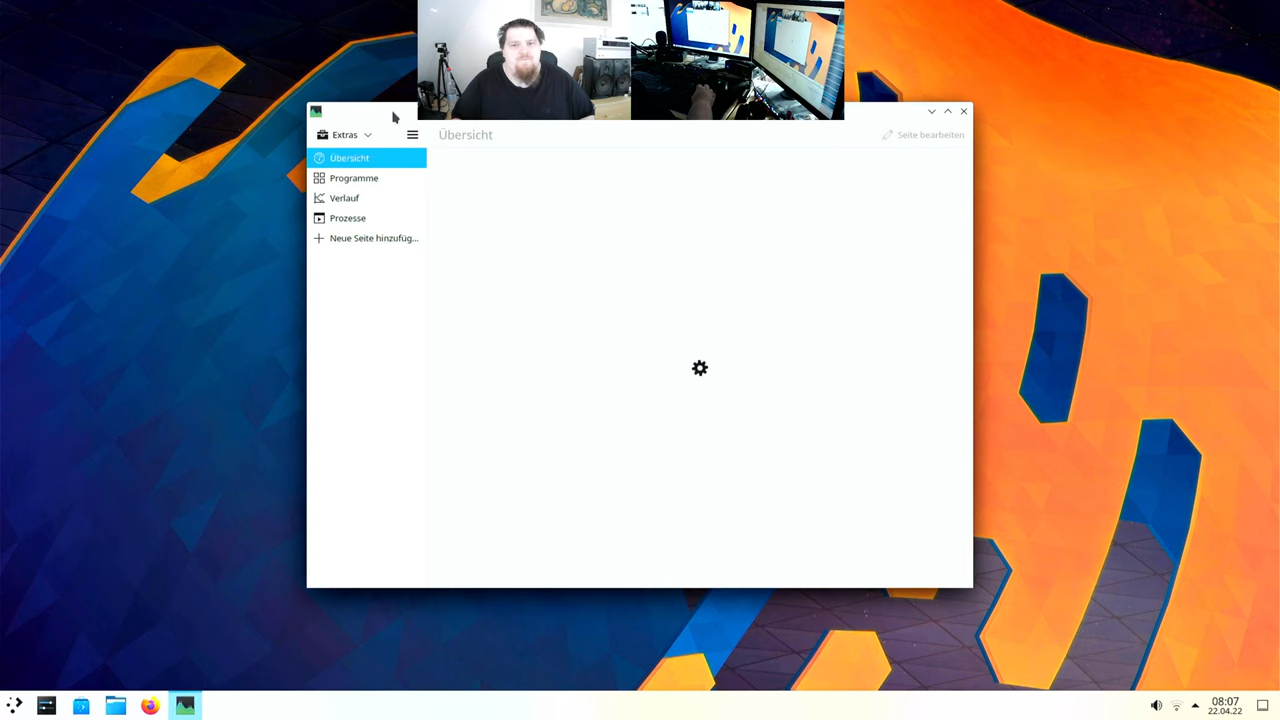 Extras
Übersicht
Seite bearbeiten
Übersicht
Programme
Verlauf
Prozesse
Neue Seite hinzufüg...
08:07
22.04.22